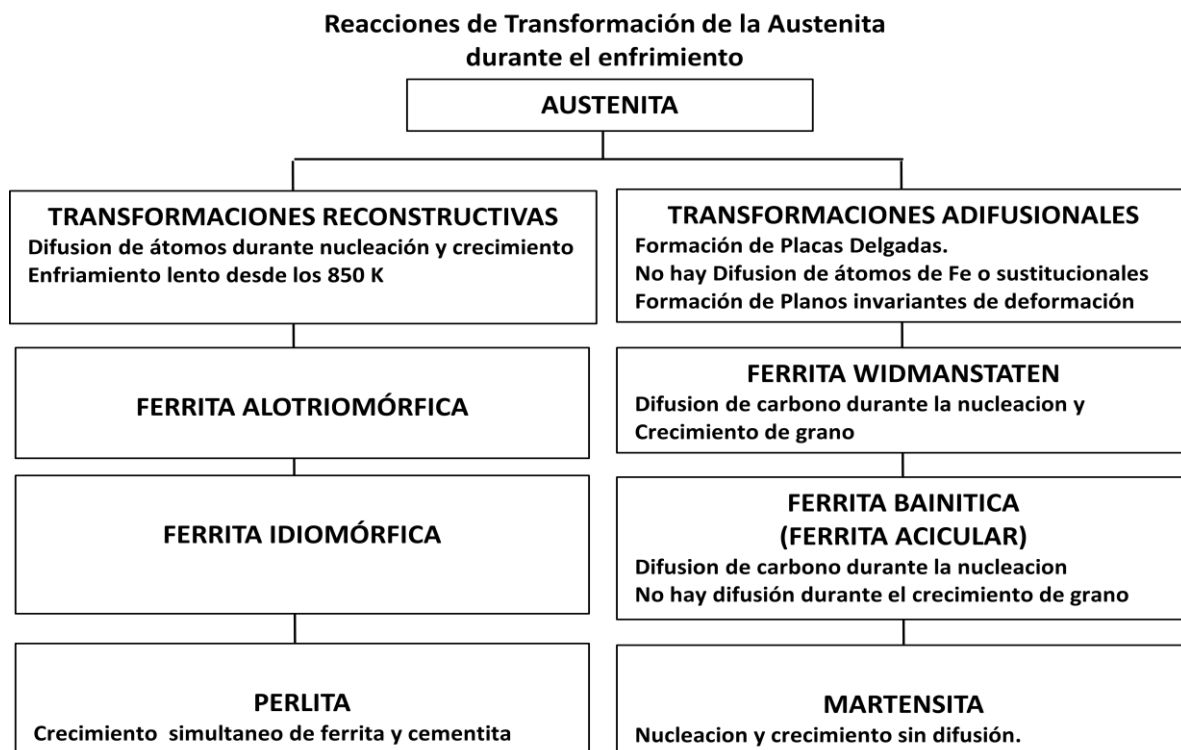 Reacciones de Transformación de la Austenita
durante el enfrimiento
AUSTENITA
TRANSFORMACIONES RECONSTRUCTIVAS
Difusion de átomos durante nucleación y crecimiento
Enfriamiento lento desde los 850 K
FERRITA ALOTRIOMÓRFICA
FERRITA IDIOMÓRFICA
PERLITA
Crecimiento simultaneo de ferrita y cementita
TRANSFORMACIONES ADIFUSIONALES
Formación de Placas Delgadas.
No hay Difusion de átomos de Fe o sustitucionales
Formación de Planos invariantes de deformación
FERRITA WIDMANSTATEN
Difusion de carbono durante la nucleacion y
Crecimiento de grano
FERRITA BAINITICA
(FERRITA ACICULAR)
Difusion de carbono durante la nucleacion
No hay difusión durante el crecimiento de grano
MARTENSITA
Nucleacion y crecimiento sin difusión.